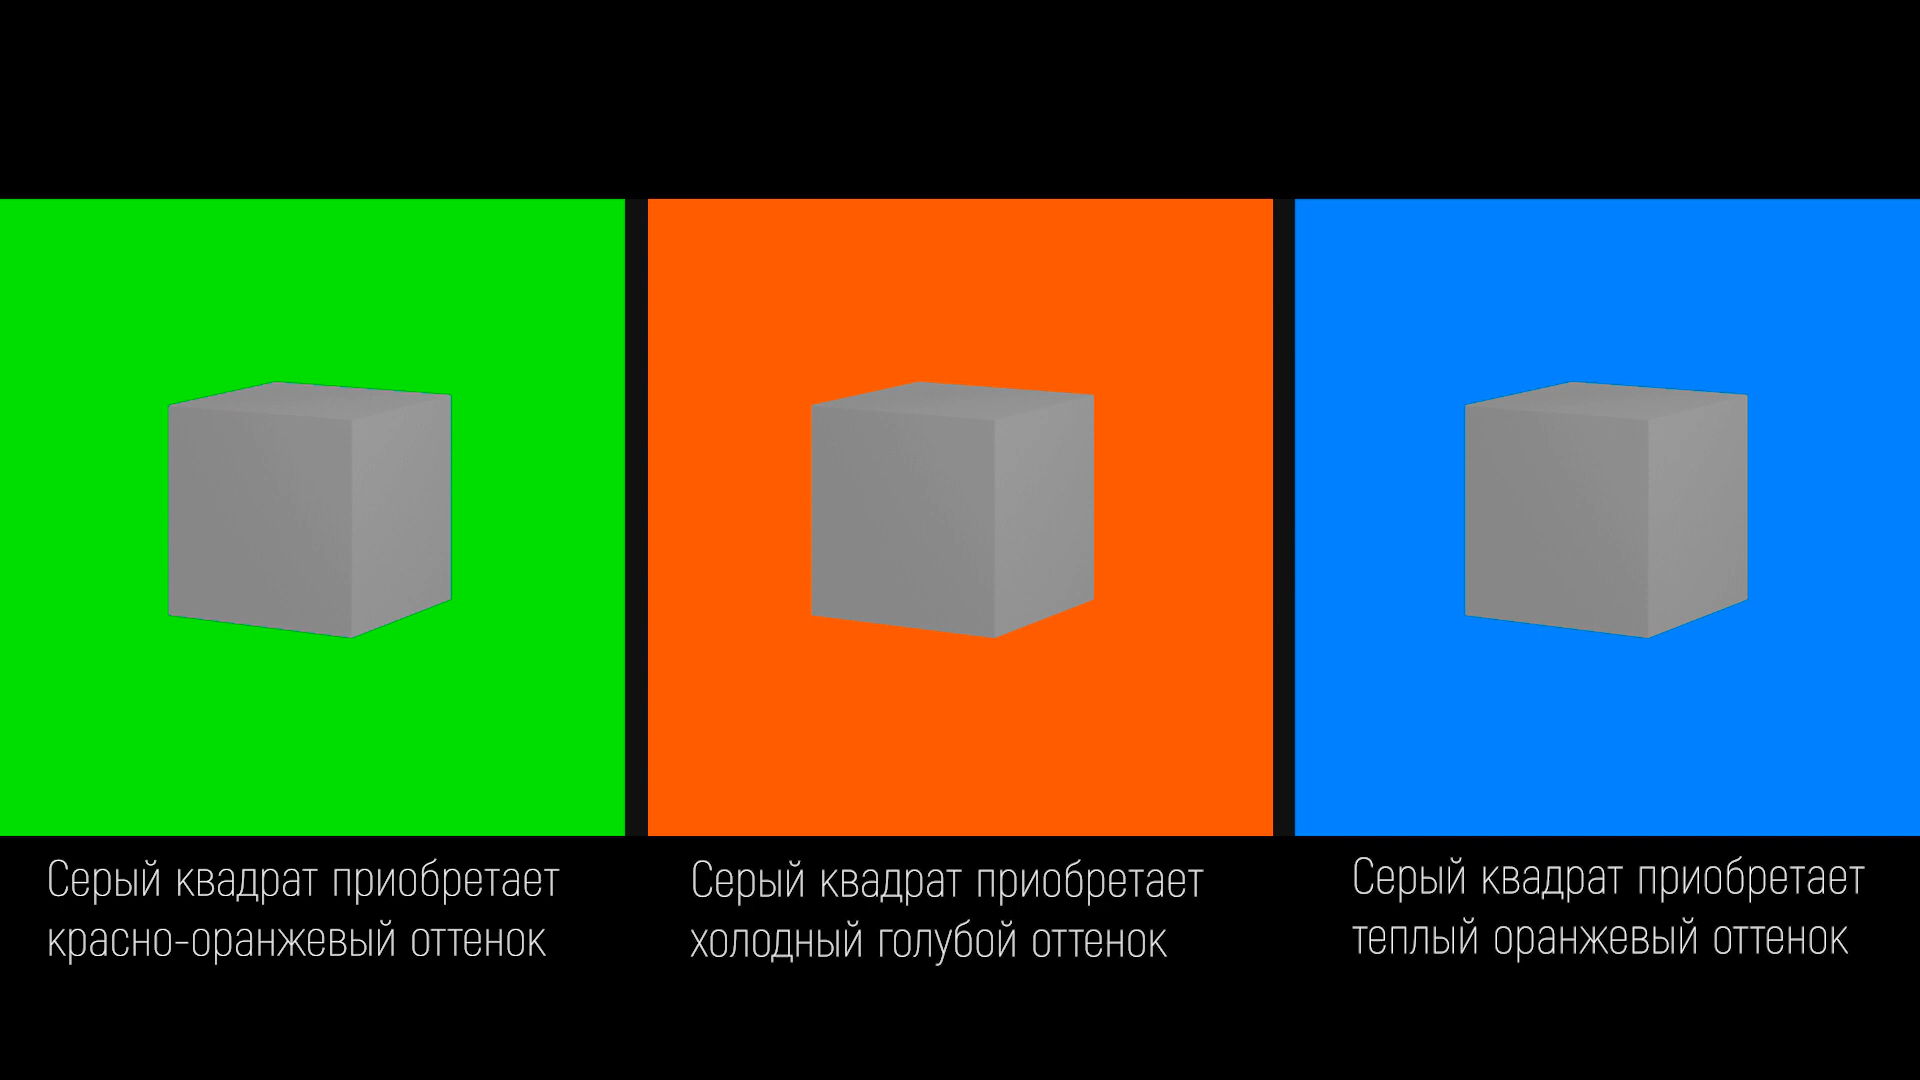 Серый квадрат приобретает
красно-оранжевый оттенок
Серый квадрат приобретает
холодный голубой оттенок
Серый квадрат приобретает
теплый оранжевый оттенок